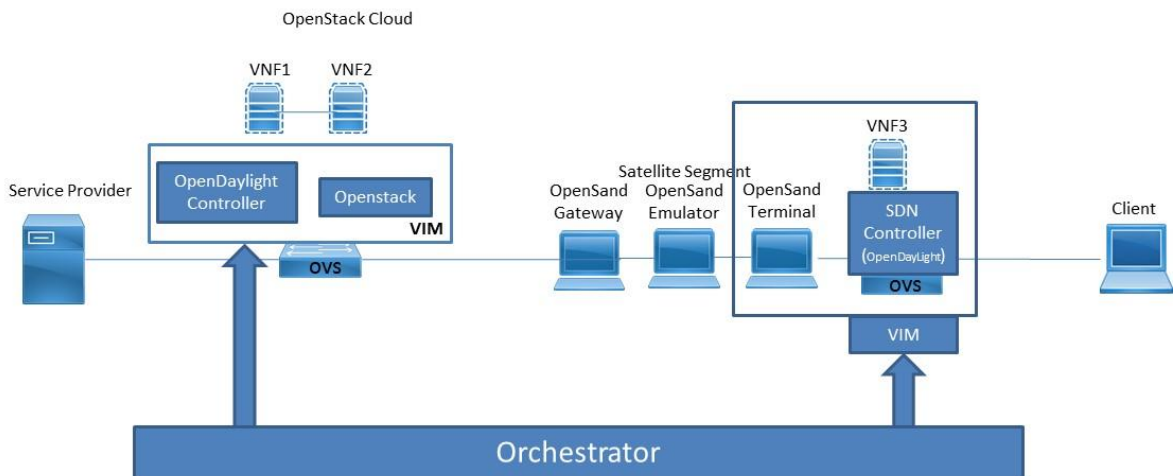 OpenStack Cloud
VNF1
VNF2
VNF3
OpenDaylight
Controller
Openstack
VIM
Service Provider
OVS
Satellite Segment
OpenSand
Gateway
OpenSand
Emulator
OpenSand
Terminal
SDN
Controller
(OpenDayLight)
OVS
Client
VIM
Orchestrator